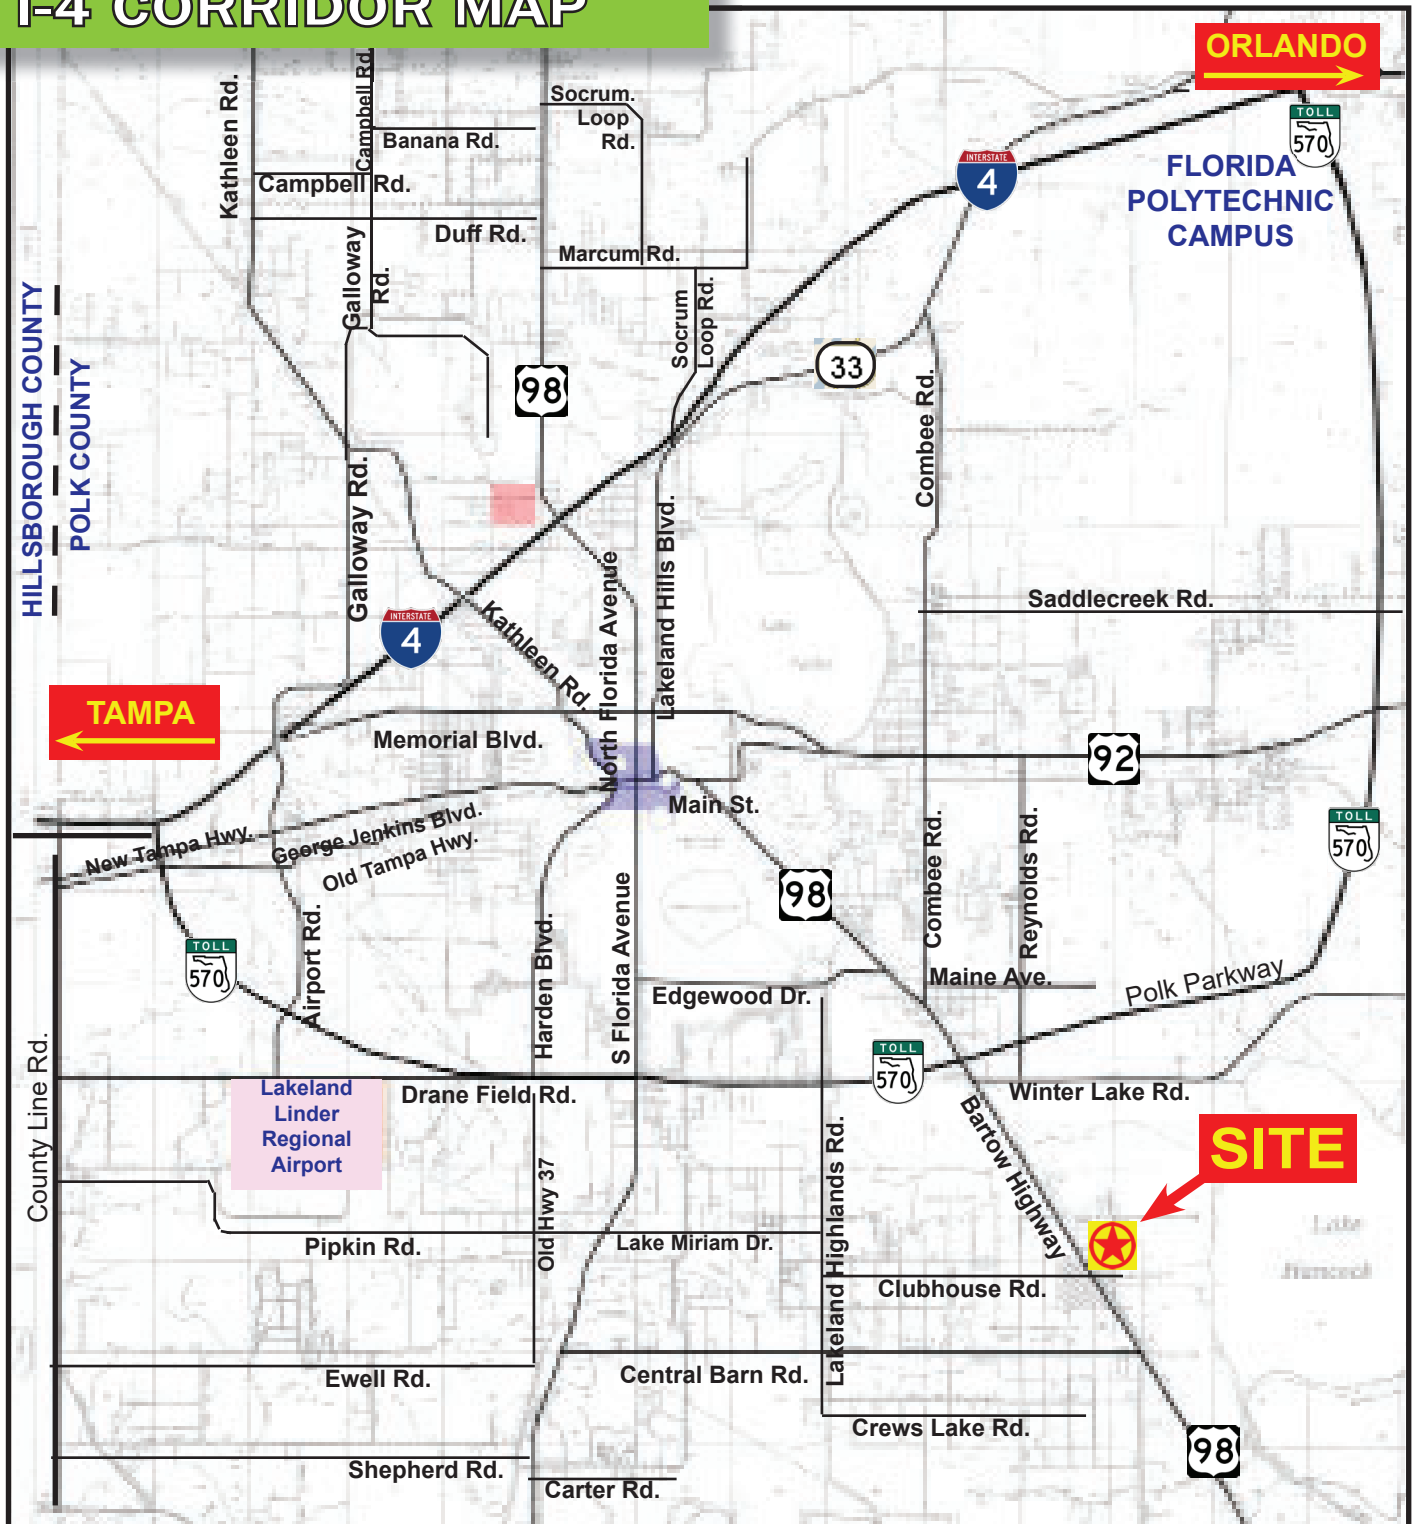 I-4 CORRIDOR MAP
ORLANDO
TOLL
570
FLORIDA
POLYTECHNIC
CAMPUS
INTERSTATE
4
Kathleen Rd.
Campbell Rd.
Banana Rd.
Campbell Rd.
Socrum.
Loop
Rd.
Duff Rd.
Marcum Rd.
Galloway
Rd.
Socrum
Loop Rd.
HILLSBOROUGH COUNTY
POLK COUNTY
98
33
Combee Rd.
Galloway Rd.
North Florida Avenue
Lakeland Hills Blvd.
Saddlecreek Rd.
INTERSTATE
4
Kathleen Rd.
TAMPA
Memorial Blvd.
92
Main St.
New Tampa Hwy.
George Jenkins Blvd.
Old Tampa Hwy.
Combee Rd.
Reynolds Rd.
TOLL
570
98
TOLL
570
Airport Rd.
Harden Blvd.
S Florida Avenue
Edgewood Dr.
Maine Ave.
Polk Parkway
County Line Rd.
TOLL
570
Lakeland
Linder
Regional
Airport
Drane Field Rd.
Winter Lake Rd.
Bartow Highway
SITE
Old Hwy 37
Lakeland Highlands Rd.
Pipkin Rd.
Lake Miriam Dr.
Lake
Hancock
Clubhouse Rd.
Ewell Rd.
Central Barn Rd.
Crews Lake Rd.
98
Shepherd Rd.
Carter Rd.